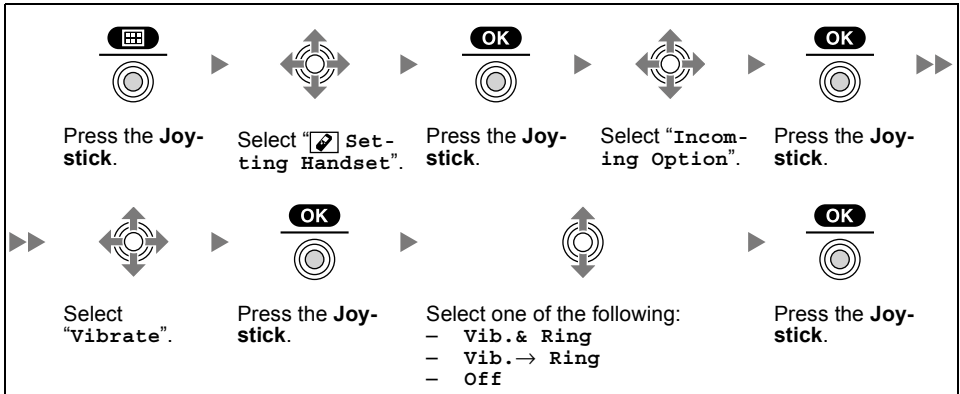 OK
OK
Press the Joy-
stick.
Select " Set-
ting Handset".
Press the Joy-
stick.
Select "Incom-
ing Option".
Press the Joy-
stick.
OK
OK
Select
"Vibrate".
Press the Joy-
stick.
Select one of the following:
– Vib.& Ring
– Vib.→ Ring
– Off
Press the Joy-
stick.